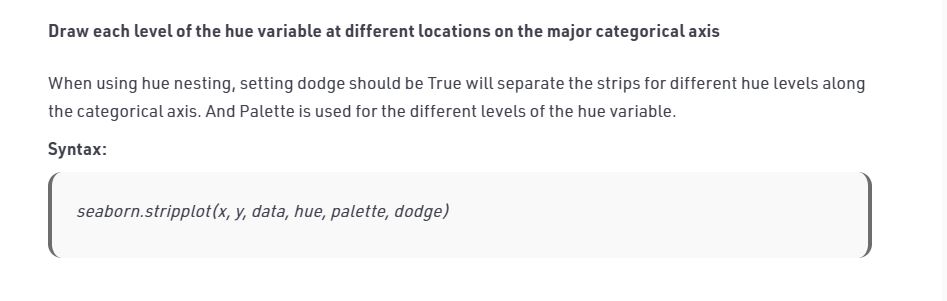 Draw each level of the hue variable at different locations on the major categorical axis
When using hue nesting, setting dodge should be True will separate the strips for different hue levels along
the categorical axis. And Palette is used for the different levels of the hue variable.
Syntax:
seaborn.stripplot(x, y, data, hue, palette, dodge)